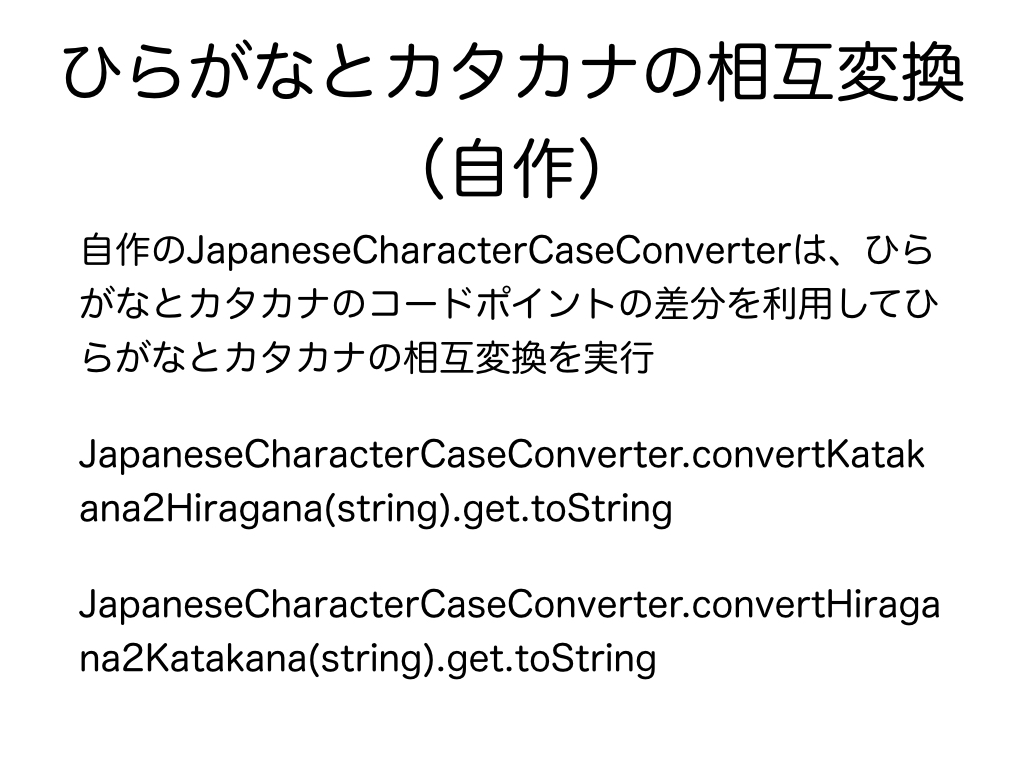 ひらがなとカタカナの相互変換
（自作）
自作のJapaneseCharacterCaseConverterは、ひら
がなとカタカナのコードポイントの差分を利用してひ
らがなとカタカナの相互変換を実行
JapaneseCharacterCaseConverter.convertKatak
ana2Hiragana(string).get.toString
JapaneseCharacterCaseConverter.convertHiraga
na2Katakana(string).get.toString